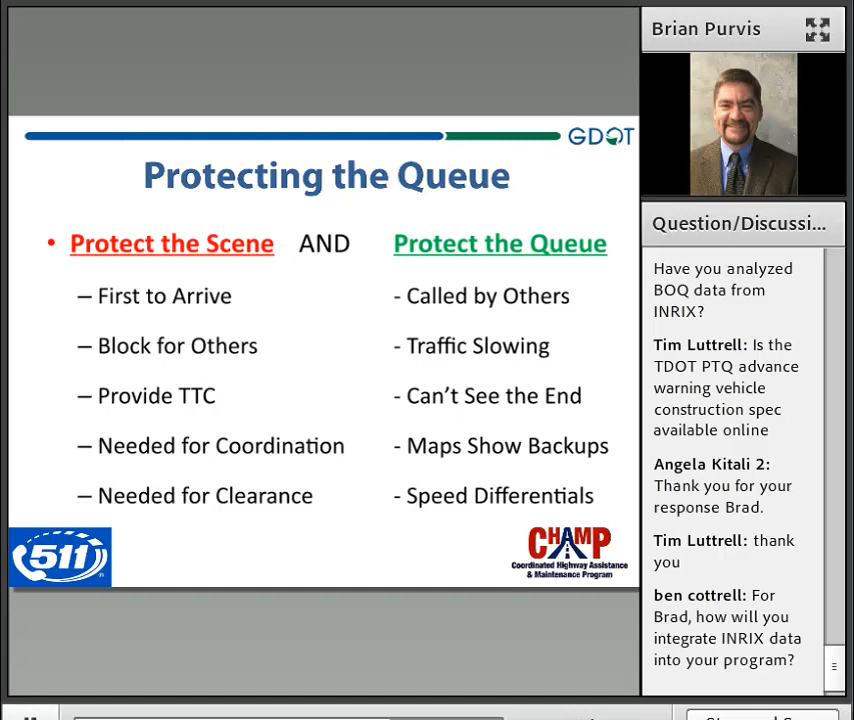 Brian Purvis
GDOT
Protecting the Queue
• Protect the Scene AND Protect the Queue
– First to Arrive - Called by Others
– Block for Others - Traffic Slowing
– Provide TTC - Can't See the End
– Needed for Coordination - Maps Show Backups
– Needed for Clearance - Speed Differentials
511
CHAMP
Coordinated Highway Assistance
& Maintenance Program
Question/Discussi...
Have you analyzed
BOQ data from
INRIX?
Tim Luttrell: Is the
TDOT PTQ advance
warning vehicle
construction spec
available online
Angela Kitali 2:
Thank you for your
response Brad.
Tim Luttrell: thank
you
ben cottrell: For
Brad, how will you
integrate INRIX data
into your program?